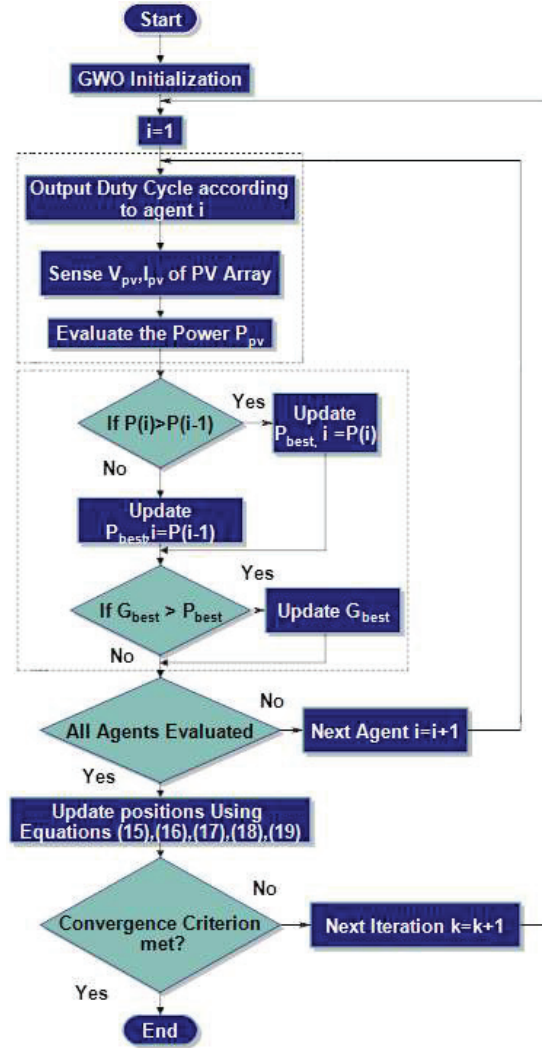 Start
GWO Initialization
i=1
Output Duty Cycle according
to agent i
Sense Vpv,Ipv of PV Array
Evaluate the Power Ppv
If P(i)>P(i-1)
Yes
Update
Pbest, i =P(i)
No
Update
Pbest,i=P(i-1)
If Gbest > Pbest
Yes
Update Gbest
No
All Agents Evaluated
No
Next Agent i=i+1
Yes
Update positions Using
Equations (15),(16),(17),(18),(19)
Convergence Criterion
met?
No
Next Iteration k=k+1
Yes
End